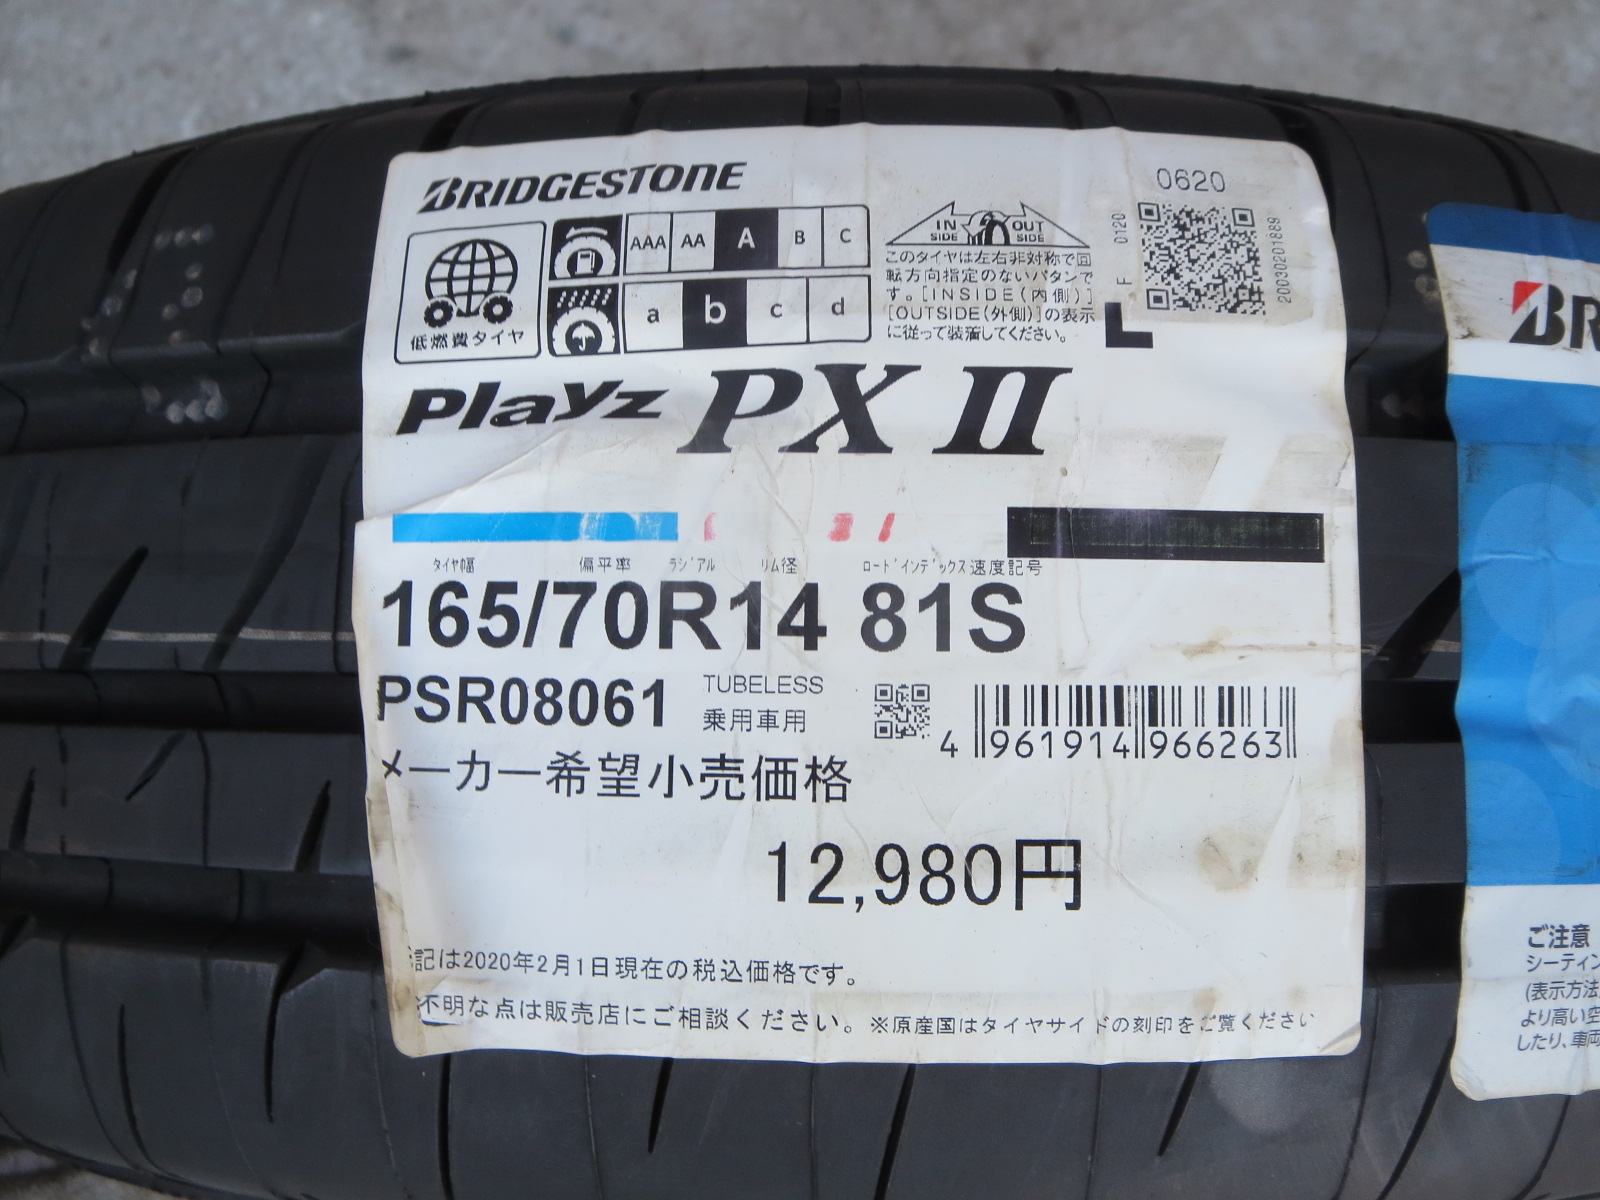 BRIDGESTONE
低燃費タイヤ
AAA AA A B C
a b c d
IN SIDE OUT SIDE
このタイヤは左右非対称で回
転方向指定のないパタンで
す。[INSIDE(内側)]
[OUTSIDE(外側)]の表示
に従って装着してください。
0620
F 0120
20030201889
L
Playz PX II
タイヤ幅 偏平率 ラジアル リム径 ロードインデックス 速度記号
165/70R14 81S
PSR08061
TUBELESS
乗用車用
4 961914 966263
メーカー希望小売価格
12,980円
記は2020年2月1日現在の税込価格です。
不明な点は販売店にご相談ください。 ※原産国はタイヤサイドの刻印をご覧ください
BR
ご注意
シーティン
(表示方法
より高い空
したり、車両